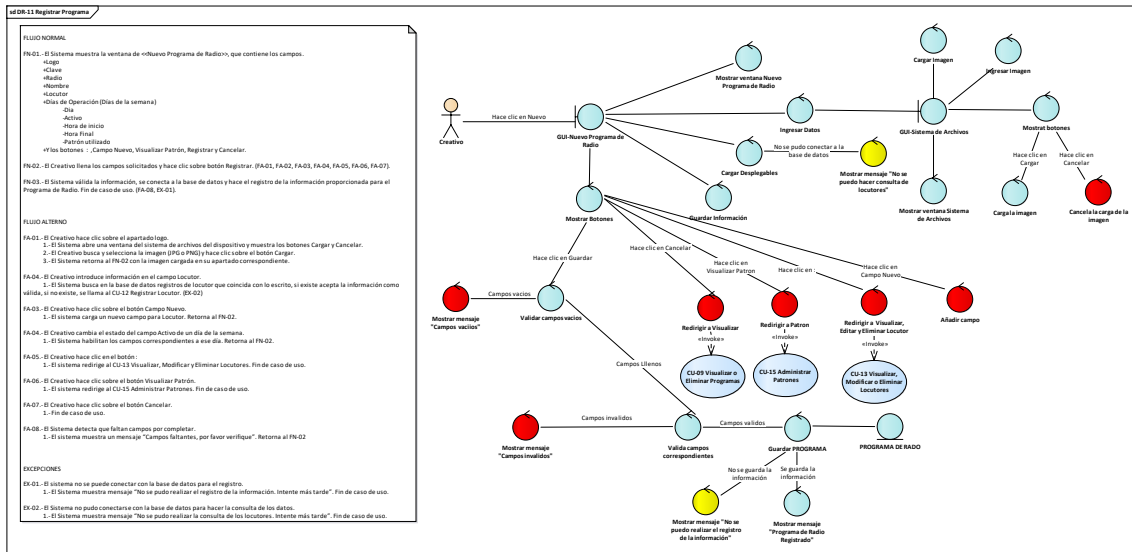 sd DR-11 Registrar Programa
FLUJO NORMAL
FN-01.- El Sistema muestra la ventana de <<Nuevo Programa de Radio>>, que contiene los campos.
+Logo
+Clave
+Radio
+Nombre
+Locutor
+Días de Operación (Días de la semana)
-Dia
-Activo
-Hora de inicio
-Hora Final
-Patrón utilizado
+Y los botones : ,Campo Nuevo, Visualizar Patrón, Registrar y Cancelar.
FN-02.- El Creativo llena los campos solicitados y hace clic sobre botón Registrar. (FA-01, FA-02, FA-03, FA-04, FA-05, FA-06, FA-07).
FN-03.- El Sistema válida la información, se conecta a la base de datos y hace el registro de la información proporcionada para el
Programa de Radio. Fin de caso de uso. (FA-08, EX-01).
FLUJO ALTERNO
FA-01.- El Creativo hace clic sobre el apartado logo.
1.- El Sistema abre una ventana del sistema de archivos del dispositivo y muestra los botones Cargar y Cancelar.
2.- El Creativo busca y selecciona la imagen (JPG o PNG) y hace clic sobre el botón Cargar.
3.- El Sistema retorna al FN-02 con la imagen cargada en su apartado correspondiente.
FA-04.- El Creativo introduce información en el campo Locutor.
1.- El Sistema busca en la base de datos registros de locutor que coincida con lo escrito, si existe acepta la información como
válida, si no existe, se llama al CU-12 Registrar Locutor. (EX-02)
FA-03.- El Creativo hace clic sobre el botón Campo Nuevo.
1.- El sistema carga un nuevo campo para Locutor. Retorna al FN-02.
FA-04.- El Creativo cambia el estado del campo Activo de un día de la semana.
1.- El Sistema habilitan los campos correspondientes a ese día. Retorna al FN-02.
FA-05.- El Creativo hace clic en el botón :
1.- El sistema redirige al CU-13 Visualizar, Modificar y Eliminar Locutores. Fin de caso de uso.
FA-06.- El Creativo hace clic sobre el botón Visualizar Patrón.
1.- El sistema redirige al CU-15 Administrar Patrones. Fin de caso de uso.
FA-07.- El Creativo hace clic sobre el botón Cancelar.
1.- Fin de caso de uso.
FA-08.- El Sistema detecta que faltan campos por completar.
1.- El sistema muestra un mensaje "Campos faltantes, por favor verifique". Retorna al FN-02
EXCEPCIONES
EX-01.- El sistema no se puede conectar con la base de datos para el registro.
1.- El Sistema muestra mensaje "No se pudo realizar el registro de la información. Intente más tarde". Fin de caso de uso.
EX-02.- El Sistema no pudo conectarse con la base de datos para hacer la consulta de los datos.
1.- El Sistema muestra mensaje "No se pudo realizar la consulta de los locutores. Intente más tarde". Fin de caso de uso.
Creativo
Hace clic en Nuevo
GUI-Nuevo Programa de
Radio
Mostrar ventana Nuevo
Programa de Radio
Ingresar Datos
Cargar Desplegables
No se pudo conectar a la
base de datos
Mostrar mensaje "No se
puedo hacer consulta de
locutores"
Guardar Información
Cargar Imagen
Ingresar Imagen
GUI-Sistema de Archivos
Mostrat botones
Hace clic en
Cargar
Hace clic en
Cancelar
Mostrar ventana Sistema
de Archivos
Carga la imagen
Cancela la carga de la
imagen
Mostrar Botones
Hace clic en Guardar
Hace clic en Cancelar
Hace clic en
Visualizar Patron
Hace clic en :
Hace clic en
Campo Nuevo
Campos vacios
Mostrar mensaje
"Campos vaciios"
Validar campos vacios
Redirigir a Visualizar
Redirigir a Patron
Redirigir a Visualizar,
Editar y Eliminar Locutor
Añadir campo
«Invoke»
«Invoke»
«Invoke»
CU-09 Visualizar o
Eliminar Programas
CU-15 Administrar
Patrones
CU-13 Visualizar,
Modificar o Eliminar
Locutores
Campos Lllenos
Campos invalidos
Mostrar mensaje
"Campos invalidos"
Valida campos
correspondientes
Campos validos
Guardar PROGRAMA
PROGRAMA DE RADO
No se guarda la
información
Se guarda la
información
Mostrar mensaje "No se
puedo realizar el registro
de la información"
Mostrar mensaje
"Programa de Radio
Registrado"